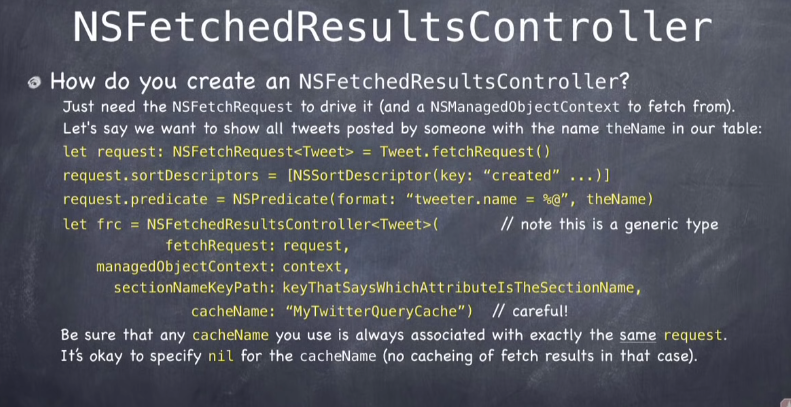 NSFetchedResultsController
How do you create an NSFetchedResultsController?
Just need the NSFetchRequest to drive it (and a NSManagedObjectContext to fetch from).
Let's say we want to show all tweets posted by someone with the name theName in our table:
let request: NSFetchRequest<Tweet> = Tweet.fetchRequest()
request.sortDescriptors = [NSSortDescriptor(key: “created” ...)]
request.predicate = NSPredicate(format: “tweeter.name = %@”, theName)
let frc = NSFetchedResultsController<Tweet>( // note this is a generic type
fetchRequest: request,
managedObjectContext: context,
sectionNameKeyPath: keyThatSaysWhichAttributeIsTheSectionName,
cacheName: “MyTwitterQueryCache”) // careful!
Be sure that any cacheName you use is always associated with exactly the same request.
It's okay to specify nil for the cacheName (no cacheing of fetch results in that case).